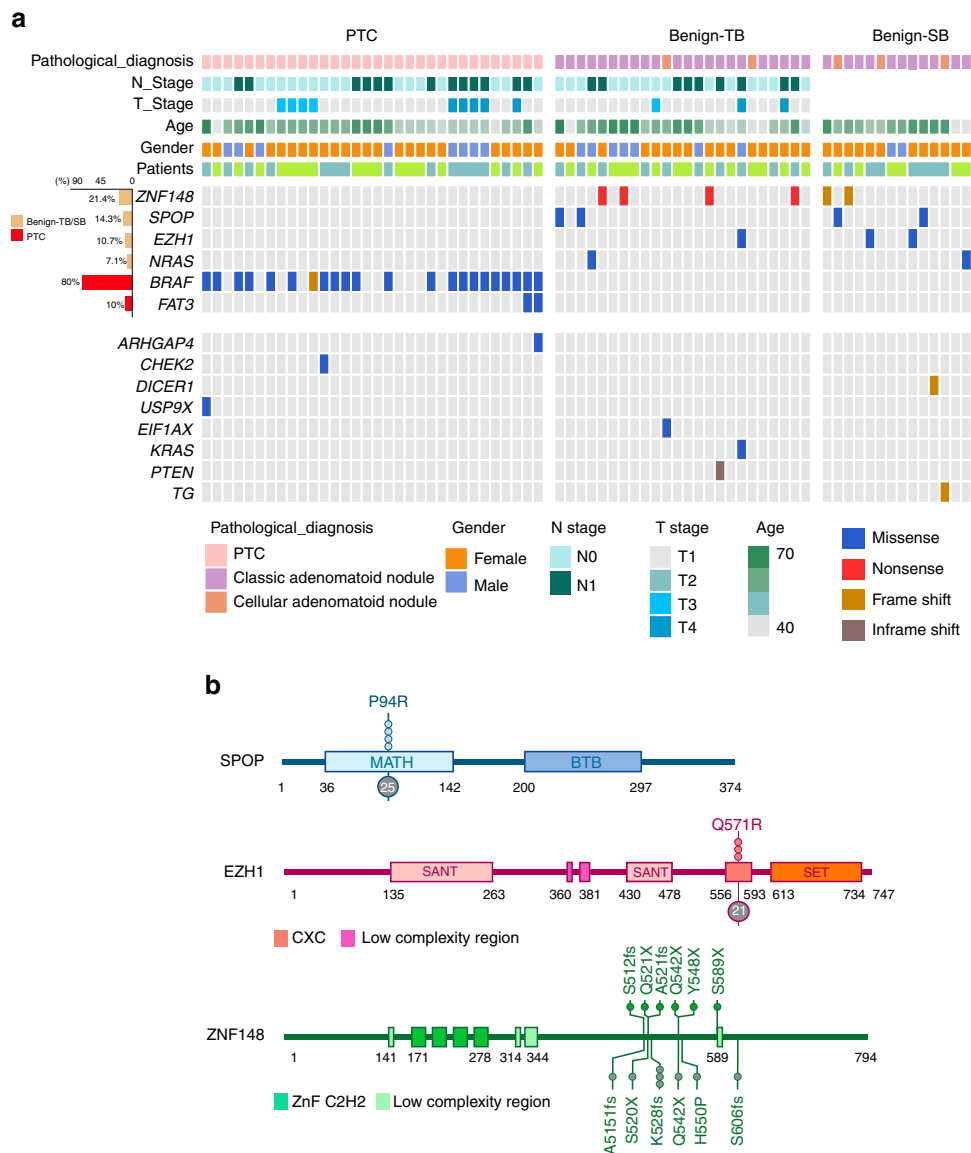 a
PTC Benign-TB Benign-SB
Pathological_diagnosis
N_Stage
T_Stage
Age
Gender
Patients
(%) 90 45 0
21.4% ZNF148
Benign-TB/SB 14.3% SPOP
PTC 10.7% EZH1
7.1% NRAS
80% BRAF
10% FAT3
ARHGAP4
CHEK2
DICER1
USP9X
EIF1AX
KRAS
PTEN
TG
Pathological_diagnosis
PTC
Classic adenomatoid nodule
Cellular adenomatoid nodule
Gender
Female
Male
N stage
N0
N1
T stage
T1
T2
T3
T4
Age
70
40
Missense
Nonsense
Frame shift
Inframe shift
b
P94R
SPOP MATH BTB
25
1 36 142 200 297 374
Q571R
EZH1 SANT SANT SET
1 135 263 360 381 430 478 556 593 613 734 747
21
CXC Low complexity region
S512fs Q521X A521fs Q542X Y548X S589X
ZNF148
1 141 171 278 314 344 589 794
A5151fs S520X K528fs Q542X H550P S606fs
ZnF C2H2 Low complexity region